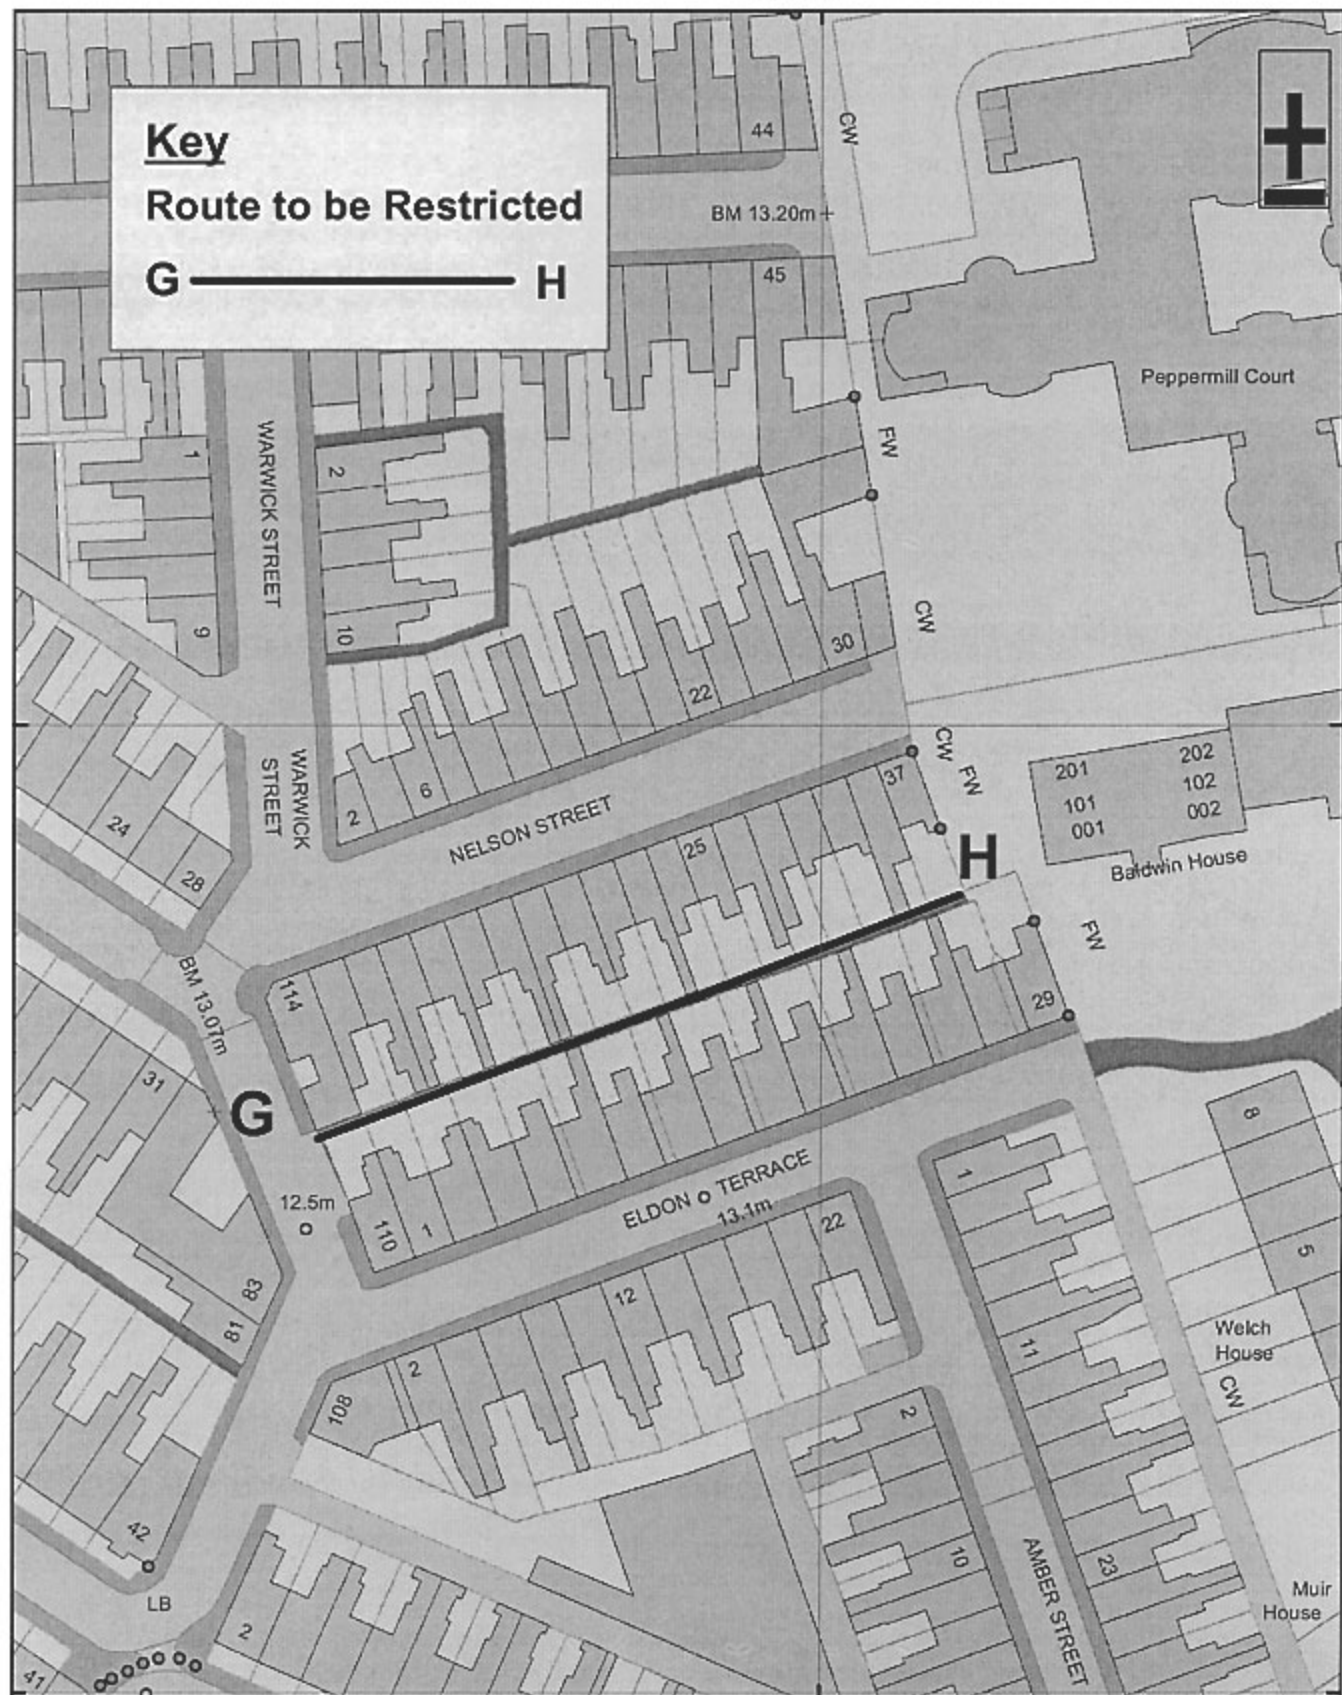 Key
Route to be Restricted
G H
44
CW
BM 13.20m
45
Peppermill Court
FW
WARWICK STREET
1
2
9
10
CW
30
22
6
2
WARWICK
STREET
24
28
NELSON STREET
CW
FW
37
25
201 202
101 102
001 002
Baldwin House
H
FW
BM 13.07m
114
29
31
G
12.5m
110
1
ELDON TERRACE
13.1m
22
12
2
108
83
81
1
8
5
11
Welch
House
CW
2
10
AMBER STREET
23
Muir
House
42
LB
2
41